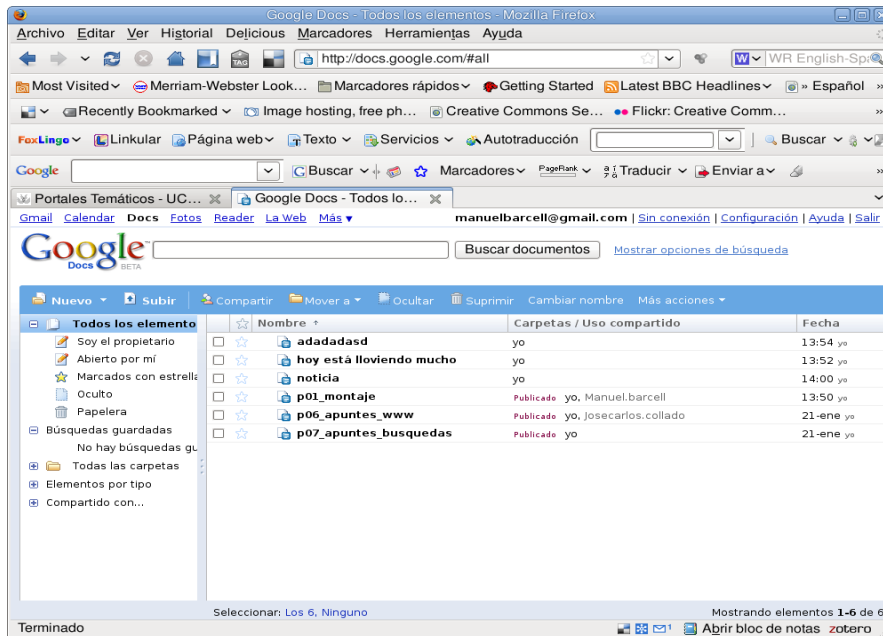 Google Docs - Todos los elementos - Mozilla Firefox
Archivo Editar Ver Historial Delicious Marcadores Herramientas Ayuda
TAG http://docs.google.com/#all W WR English-Sp
Most Visited Merriam-Webster Look... Marcadores rápidos Getting Started Latest BBC Headlines » Español »
Recently Bookmarked Image hosting, free ph... Creative Commons Se... Flickr: Creative Comm... »
FoxLingo Linkular Página web Texto Servicios Autotraducción Buscar
Google Buscar Marcadores PageRank Traducir Enviar a »
Portales Temáticos - UC... Google Docs - Todos lo...
Gmail Calendar Docs Fotos Reader La Web Más ▾ manuelbarcell@gmail.com | Sin conexión | Configuración | Ayuda | Salir
Google Docs BETA Buscar documentos Mostrar opciones de búsqueda
Nuevo Subir Compartir Mover a Ocultar Suprimir Cambiar nombre Más acciones
Todos los elemento Nombre ↑ Carpetas / Uso compartido Fecha
Soy el propietario adadadasd yo 13:54 yo
Abierto por mí hoy está lloviendo mucho yo 13:52 yo
Marcados con estrella noticia yo 14:00 yo
Oculto p01_montaje Publicado yo, Manuel.barcell 13:50 yo
Papelera p06_apuntes_www Publicado yo, Josecarlos.collado 21-ene yo
Búsquedas guardadas p07_apuntes_busquedas Publicado yo 21-ene yo
No hay búsquedas gu
Todas las carpetas
Elementos por tipo
Compartido con...
Seleccionar: Los 6, Ninguno Mostrando elementos 1-6 de 6
Terminado 1 Abrir bloc de notas zotero